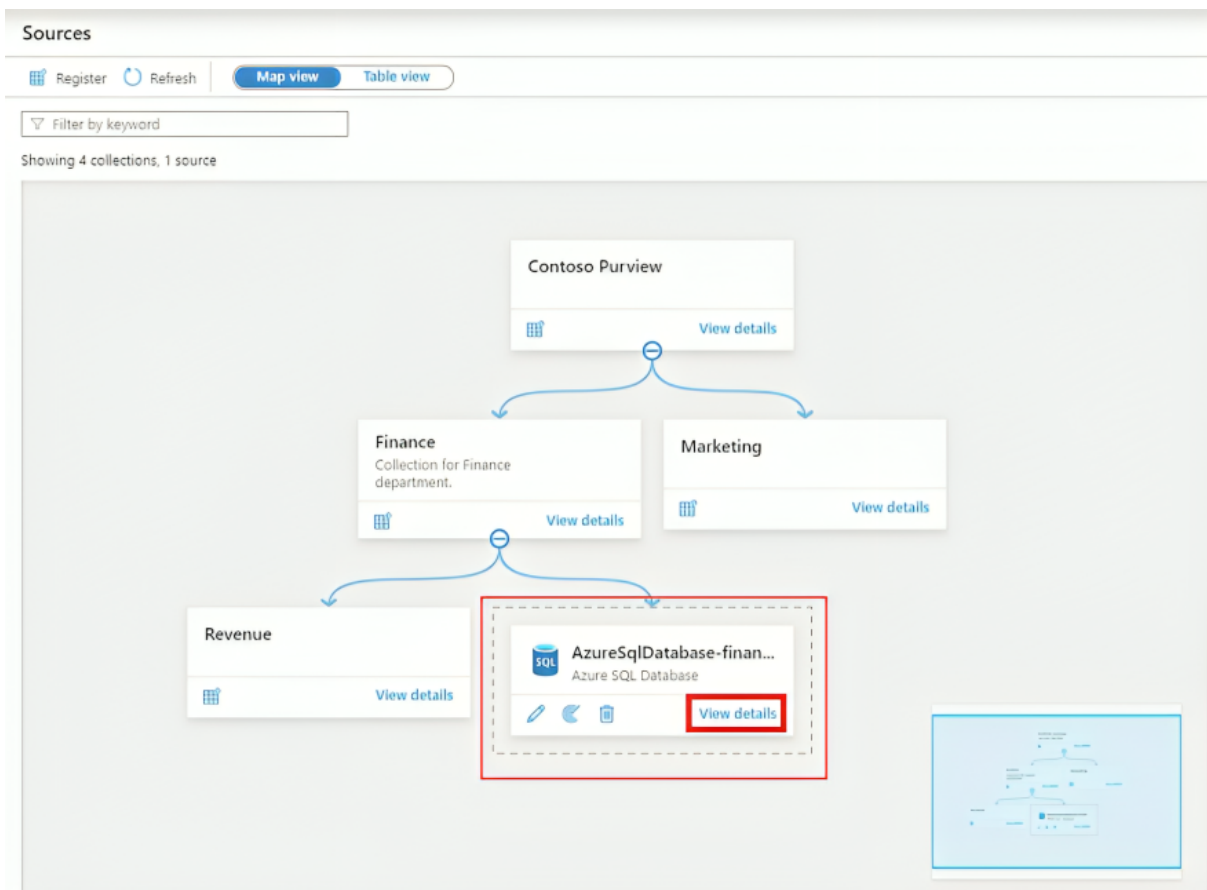 Sources
Register Refresh Map view Table view
Filter by keyword
Showing 4 collections, 1 source
Contoso Purview
View details
Finance
Collection for Finance
department.
View details
Marketing
View details
Revenue
View details
SQL
AzureSqlDatabase-finan...
Azure SQL Database
View details